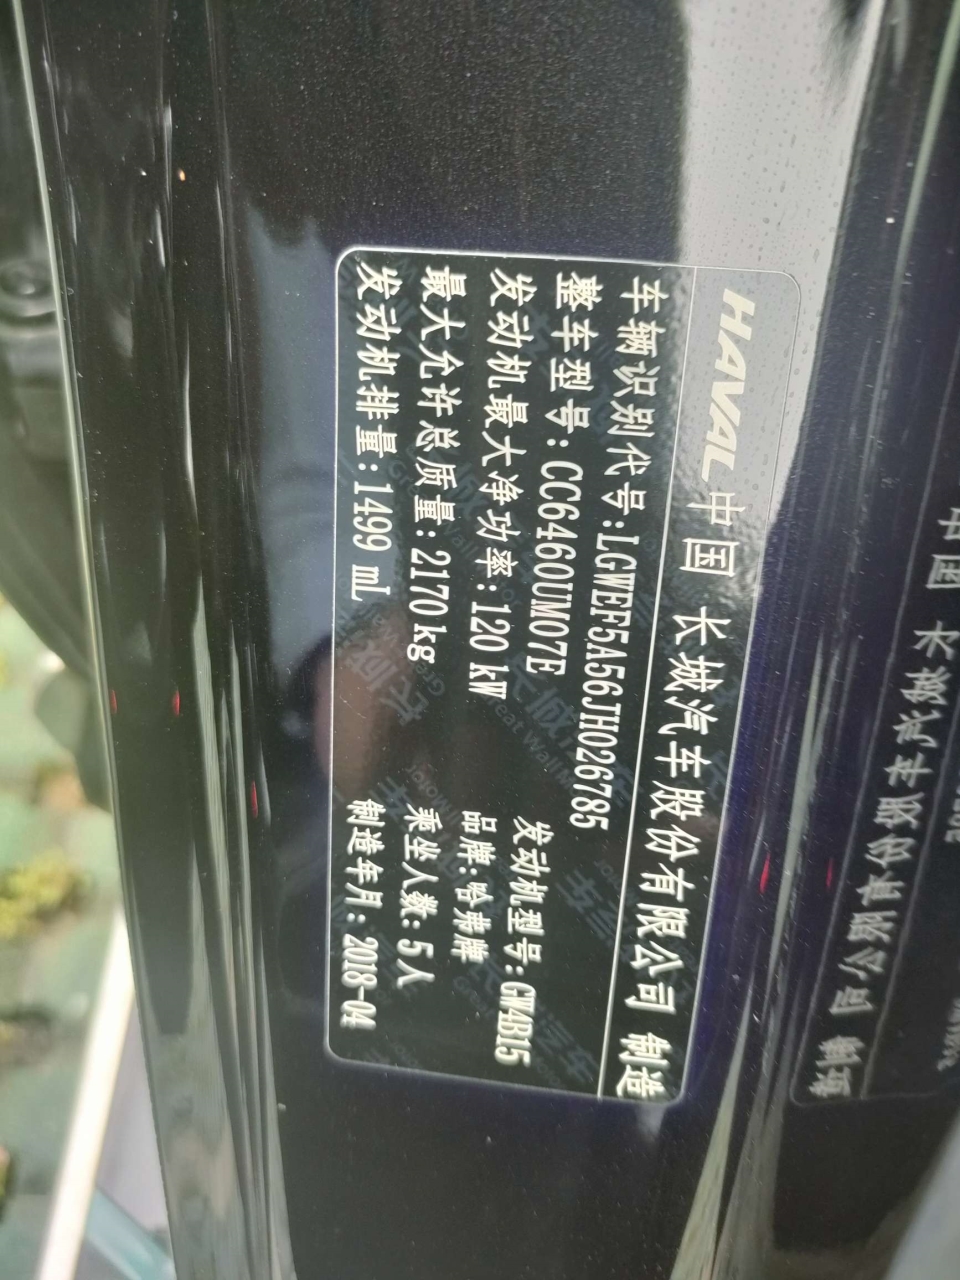 HAVAL 中国 长城汽车股份有限公司 制造
车辆识别代号:LGWEF5A56JH026785
整车型号:CC6460UM07E
发动机型号:GW4B15
发动机最大净功率:120 kW
品牌:哈弗牌
最大允许总质量:2170kg
乘坐人数:5人
发动机排量:1499 mL
制造年月:2018-04